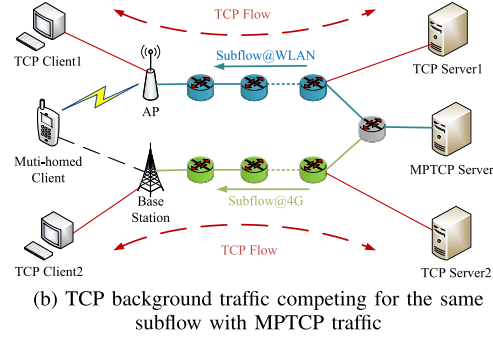 TCP Flow
Subflow@WLAN
TCP Client1
AP
TCP Server1
Muti-homed
Client
MPTCP Server
Base
Station
Subflow@4G
TCP Flow
TCP Client2
TCP Server2
(b) TCP background traffic competing for the same
subflow with MPTCP traffic